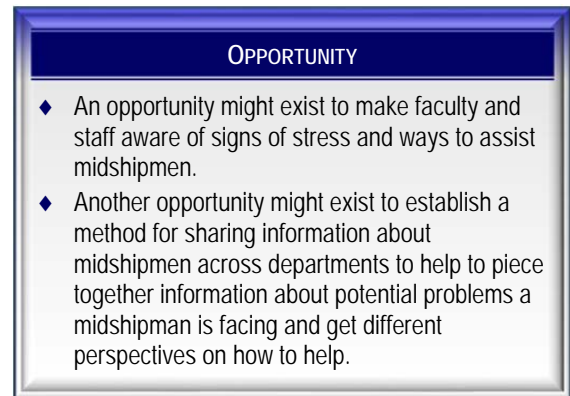 OPPORTUNITY
♦ An opportunity might exist to make faculty and
staff aware of signs of stress and ways to assist
midshipmen.
♦ Another opportunity might exist to establish a
method for sharing information about
midshipmen across departments to help to piece
together information about potential problems a
midshipman is facing and get different
perspectives on how to help.